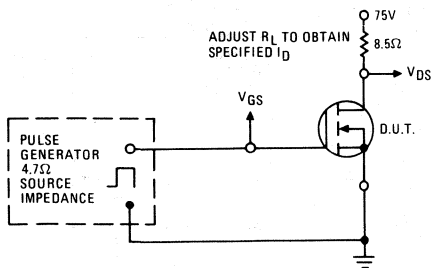 75V
ADJUST RL TO OBTAIN
SPECIFIED ID
8.5Ω
VDS
VGS
D.U.T.
PULSE
GENERATOR
4.7Ω
SOURCE
IMPEDANCE